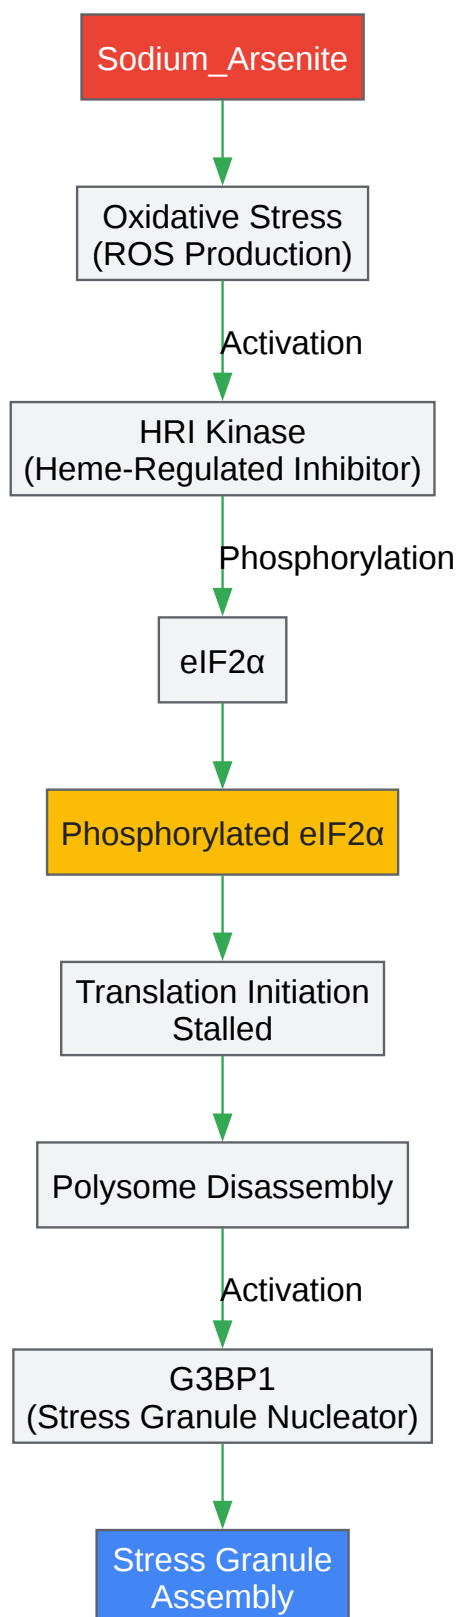 Sodium_Arsenite
Oxidative Stress
(ROS Production)
Activation
HRI Kinase
(Heme-Regulated Inhibitor)
Phosphorylation
eIF2α
Phosphorylated eIF2α
Translation Initiation
Stalled
Polysome Disassembly
Activation
G3BP1
(Stress Granule Nucleator)
Stress Granule
Assembly